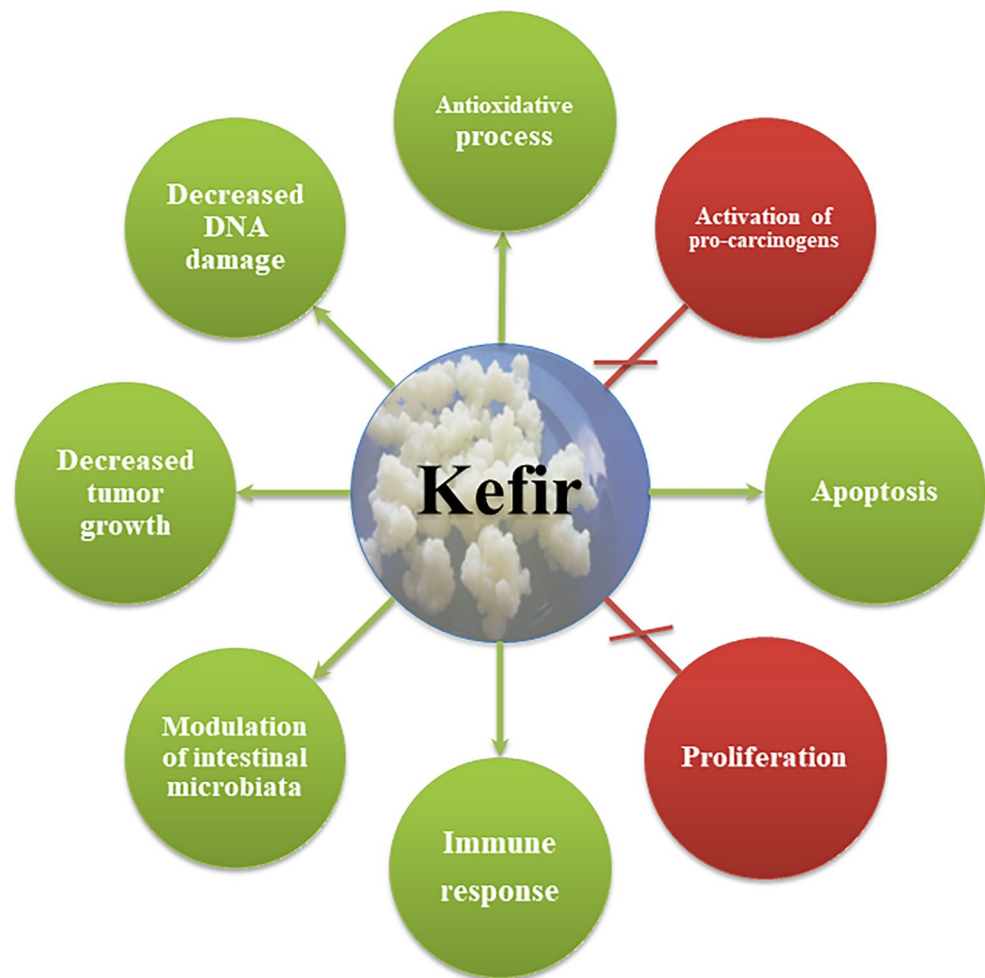 Antioxidative
process
Activation of
pro-carcinogens
Apoptosis
Proliferation
Immune
response
Modulation
of intestinal
microbiata
Decreased
tumor
growth
Decreased
DNA
damage
Kefir